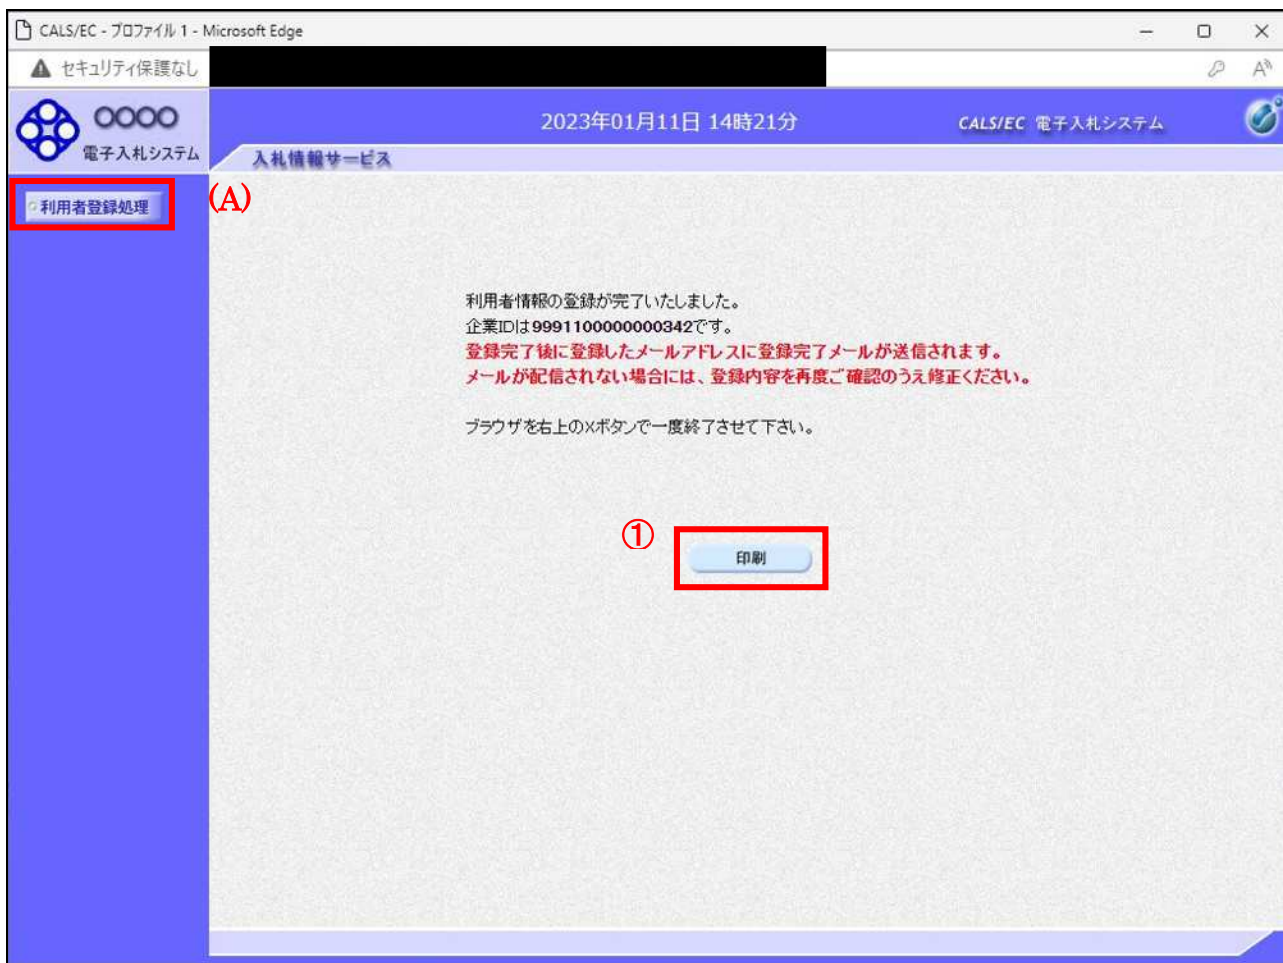 CALS/EC - プロファイル 1 - Microsoft Edge
セキュリティ保護なし
OOOO
電子入札システム
2023年01月11日 14時21分
CALS/EC 電子入札システム
入札情報サービス
利用者登録処理
(A)
利用者情報の登録が完了いたしました。
企業IDは9991100000000342です。
登録完了後に登録したメールアドレスに登録完了メールが送信されます。
メールが配信されない場合には、登録内容を再度ご確認のうえ修正ください。
ブラウザを右上の×ボタンで一度終了させて下さい。
①
印刷